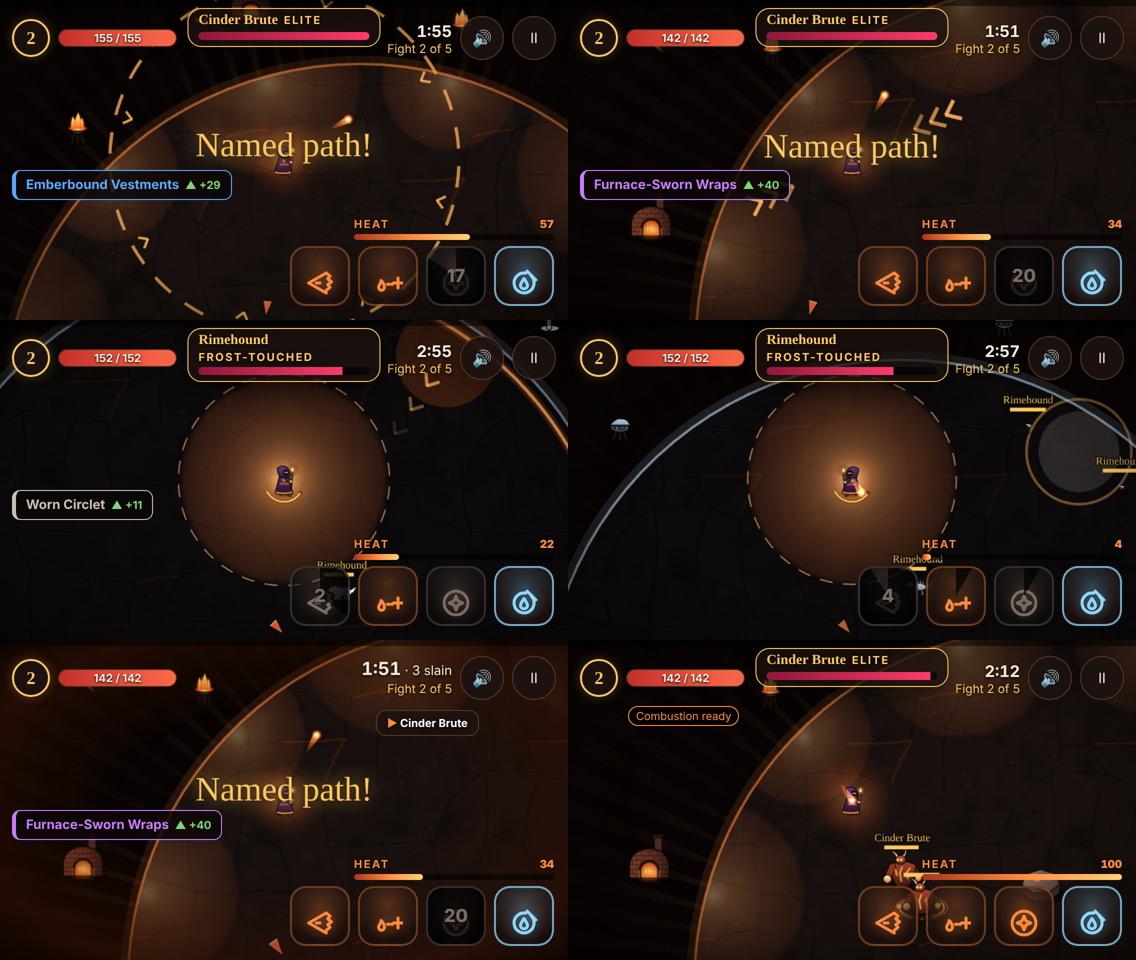 2
155 / 155
Cinder Brute ELITE
1:55
Fight 2 of 5
Named path!
Emberbound Vestments ▲ +29
HEAT 57
17
2
142 / 142
Cinder Brute ELITE
1:51
Fight 2 of 5
Named path!
Furnace-Sworn Wraps ▲ +40
HEAT 34
20
2
152 / 152
Rimehound
FROST-TOUCHED
2:55
Fight 2 of 5
Worn Circlet ▲ +11
HEAT 22
Rimehound
2
2
152 / 152
Rimehound
FROST-TOUCHED
2:57
Fight 2 of 5
Rimehound
Rimehou
HEAT 4
Rimehound
4
2
142 / 142
1:51 · 3 slain
Fight 2 of 5
▶ Cinder Brute
Named path!
Furnace-Sworn Wraps ▲ +40
HEAT 34
20
2
142 / 142
Cinder Brute ELITE
2:12
Fight 2 of 5
Combustion ready
Cinder Brute
HEAT 100